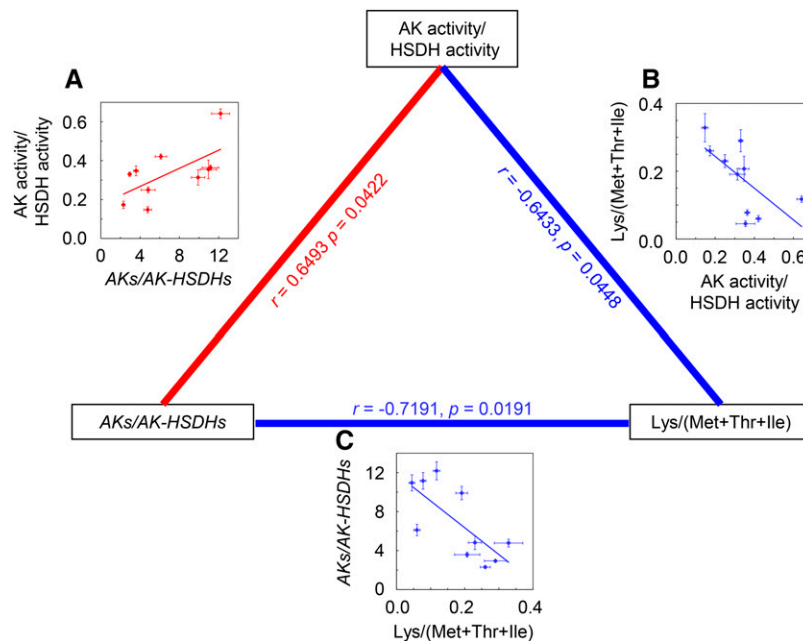 AK activity/
HSDH activity
A
AK activity/
HSDH activity
0.6
0.4
0.2
0.0
0 4 8 12
AKs/AK-HSDHs
B
Lys/(Met+Thr+Ile)
0.4
0.2
0.0
0.0 0.2 0.4 0.6
AK activity/
HSDH activity
r = 0.6493 p = 0.0422
r = -0.6433, p = 0.0448
AKs/AK-HSDHs
r = -0.7191, p = 0.0191
Lys/(Met+Thr+Ile)
C
AKs/AK-HSDHs
12
8
4
0
0.0 0.2 0.4
Lys/(Met+Thr+Ile)